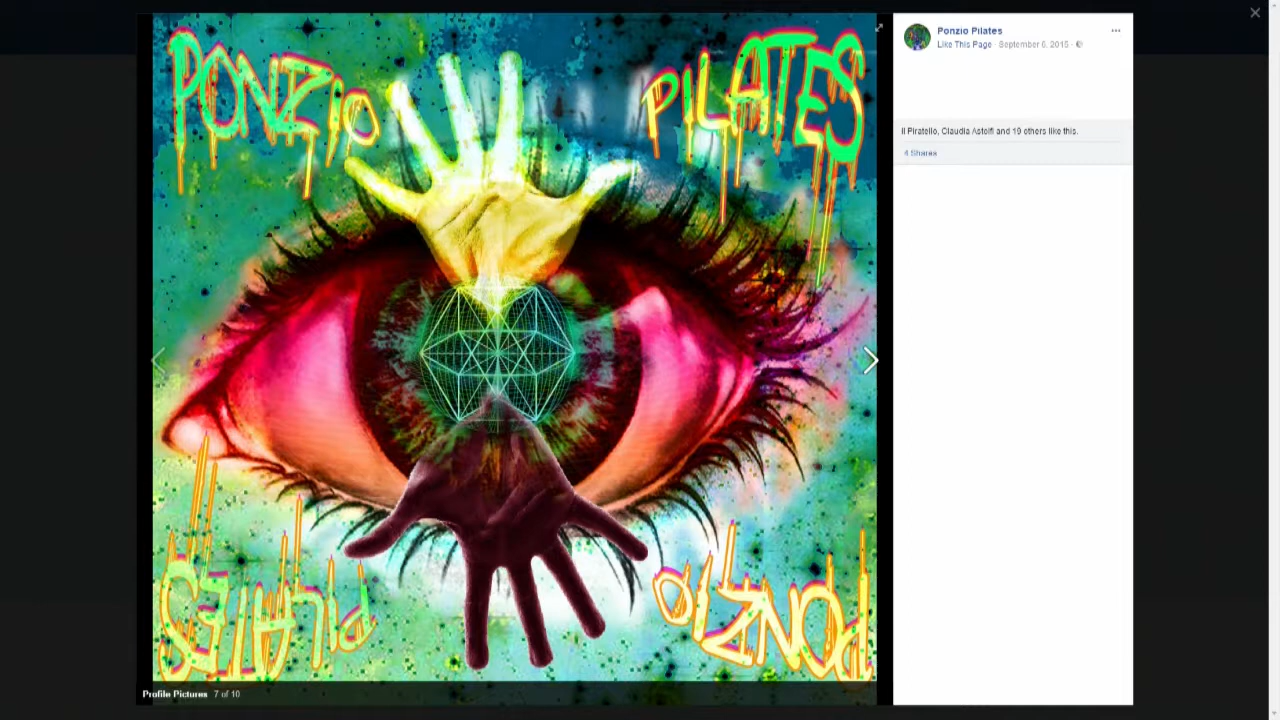 PONZIO PILATES
PILATES PONZIO
Ponzio Pilates
Like This Page · September 6, 2015 ·
Il Piratello, Claudia Astolfi and 19 others like this.
4 Shares
Profile Pictures 7 of 10